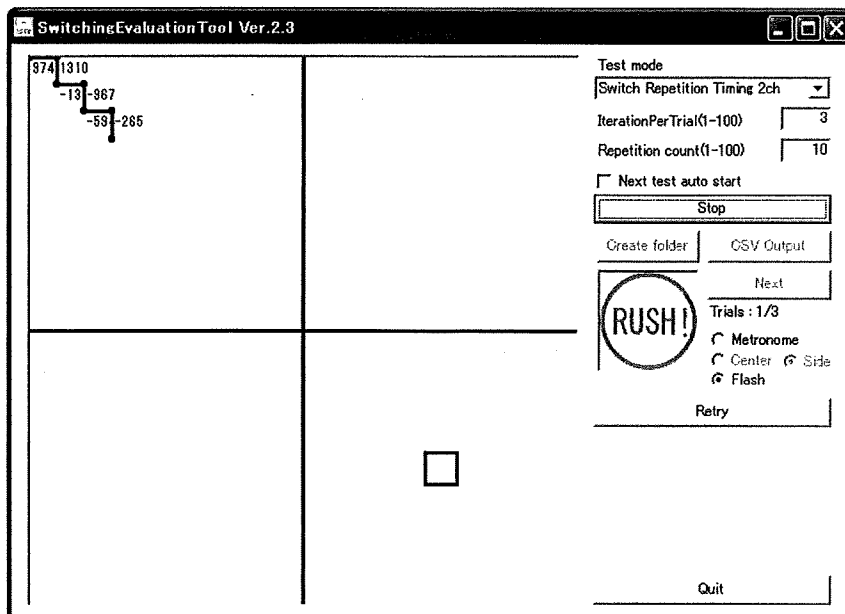 SwitchingEvaluationTool Ver.2.3
974 1310
-13 -967
-59 -265
Test mode
Switch Repetition Timing 2ch
IterationPerTrial(1-100) 3
Repetition count(1-100) 10
Next test auto start
Stop
Create folder CSV Output
Next
RUSH!
Trials : 1/3
Metronome
Center Side
Flash
Retry
Quit